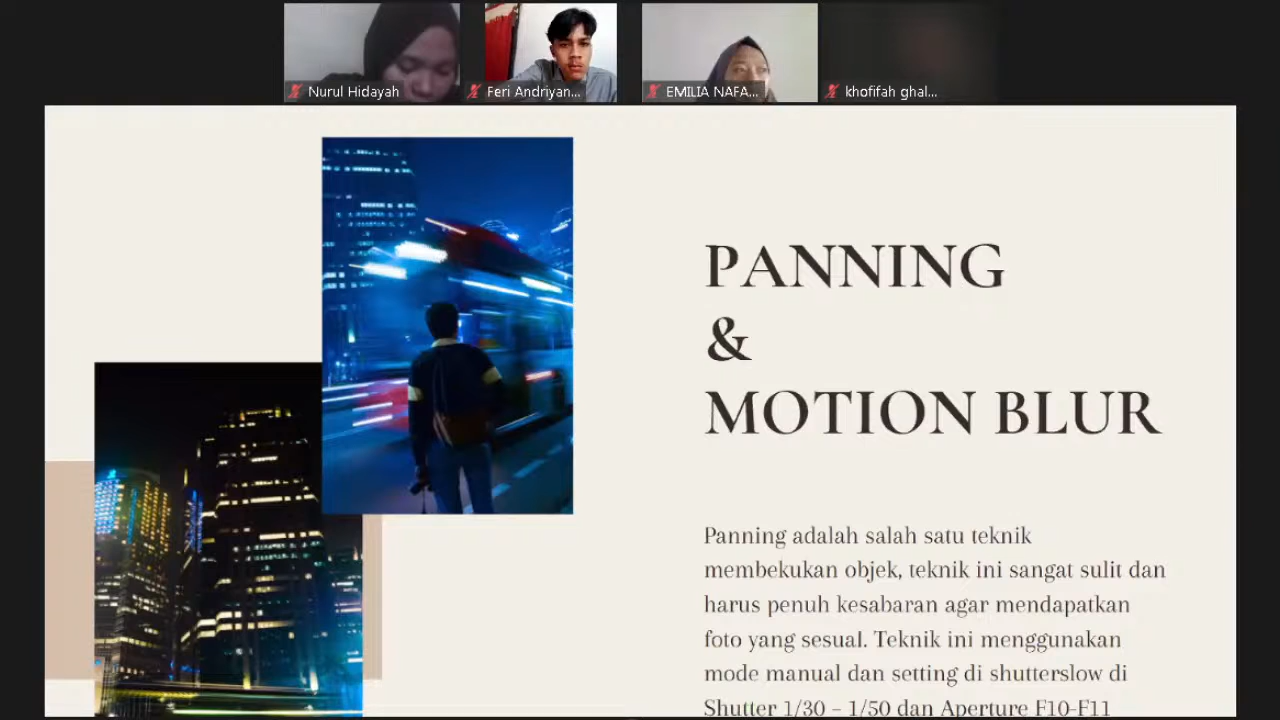 Nurul Hidayah
Feri Andriyan...
EMILIA NAFA...
khofifah ghal...
PANNING
&
MOTION BLUR
Panning adalah salah satu teknik
membekukan objek, teknik ini sangat sulit dan
harus penuh kesabaran agar mendapatkan
foto yang sesual. Teknik ini menggunakan
mode manual dan setting di shutterslow di
Shutter 1/30 – 1/50 dan Aperture F10-F11